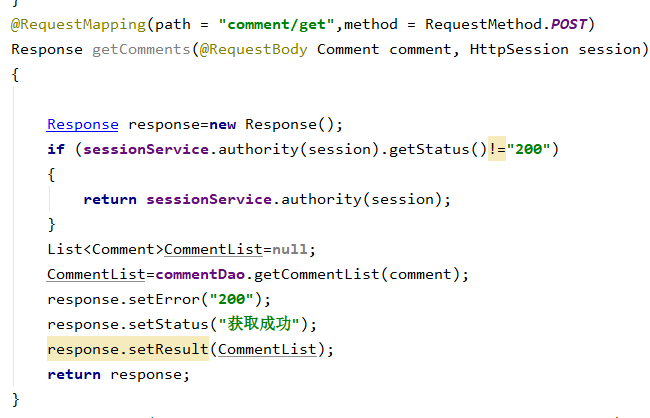 }
@RequestMapping(path = "comment/get",method = RequestMethod.POST)
Response getComments(@RequestBody Comment comment, HttpSession session)
{
Response response=new Response();
if (sessionService.authority(session).getStatus()!="200")
{
return sessionService.authority(session);
}
List<Comment>CommentList=null;
CommentList=commentDao.getCommentList(comment);
response.setError("200");
response.setStatus("获取成功");
response.setResult(CommentList);
return response;
}